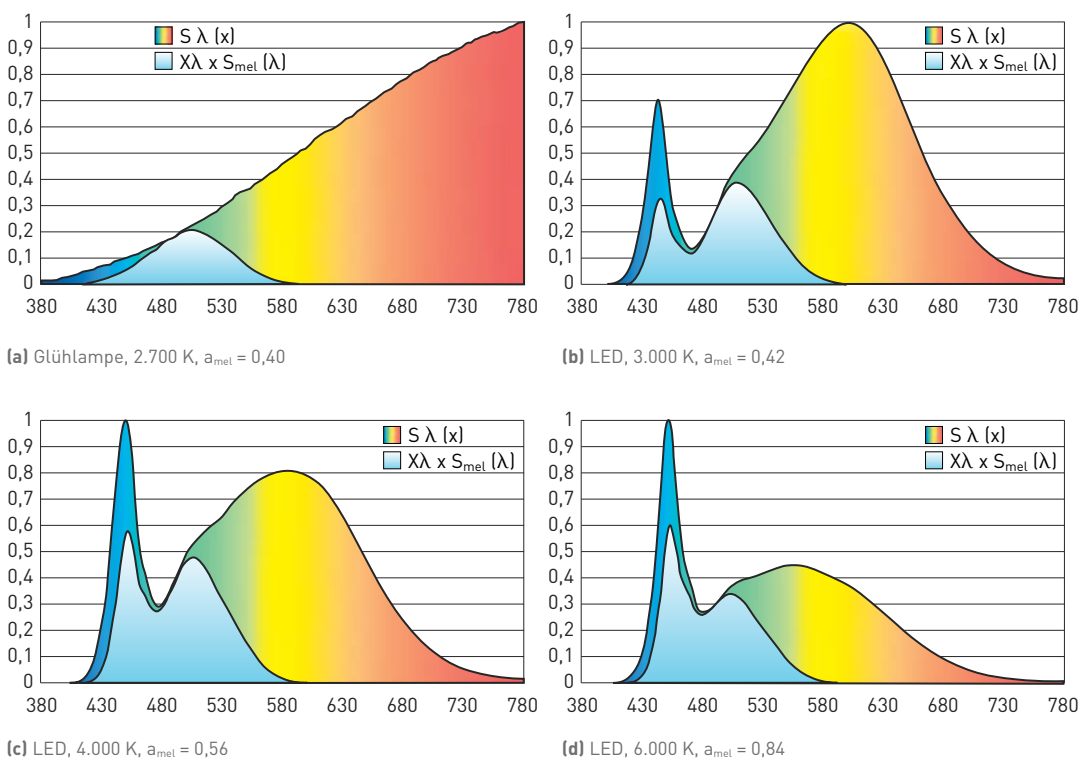 1
0,9
0,8
0,7
0,6
0,5
0,4
0,3
0,2
0,1
0
S λ (x)
Xλ x Smel (λ)
380 430 480 530 580 630 680 730 780
(a) Glühlampe, 2.700 K, amel = 0,40
1
0,9
0,8
0,7
0,6
0,5
0,4
0,3
0,2
0,1
0
S λ (x)
Xλ x Smel (λ)
380 430 480 530 580 630 680 730 780
(b) LED, 3.000 K, amel = 0,42
1
0,9
0,8
0,7
0,6
0,5
0,4
0,3
0,2
0,1
0
S λ (x)
Xλ x Smel (λ)
380 430 480 530 580 630 680 730 780
(c) LED, 4.000 K, amel = 0,56
1
0,9
0,8
0,7
0,6
0,5
0,4
0,3
0,2
0,1
0
S λ (x)
Xλ x Smel (λ)
380 430 480 530 580 630 680 730 780
(d) LED, 6.000 K, amel = 0,84